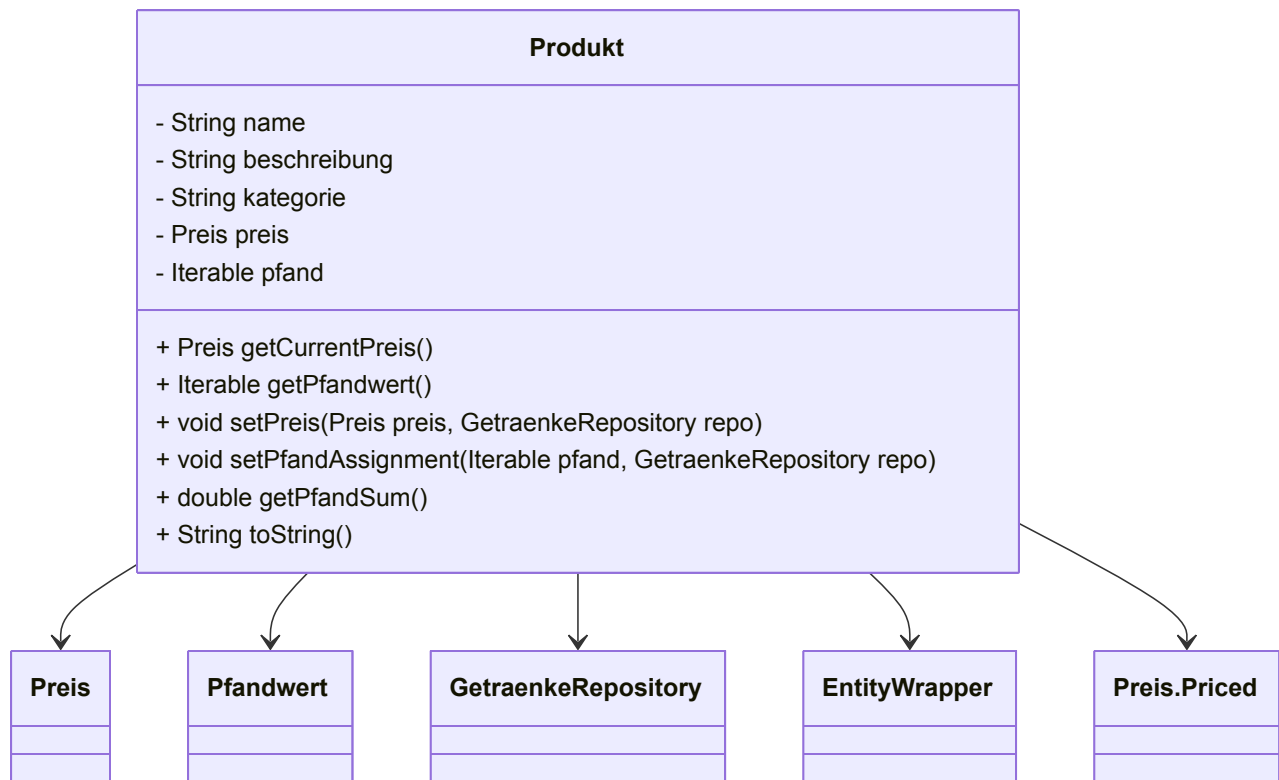 Produkt
- String name
- String beschreibung
- String kategorie
- Preis preis
- Iterable pfand
+ Preis getCurrentPreis()
+ Iterable getPfandwert()
+ void setPreis(Preis preis, GetraenkeRepository repo)
+ void setPfandAssignment(Iterable pfand, GetraenkeRepository repo)
+ double getPfandSum()
+ String toString()
Preis
Pfandwert
GetraenkeRepository
EntityWrapper
Preis.Priced